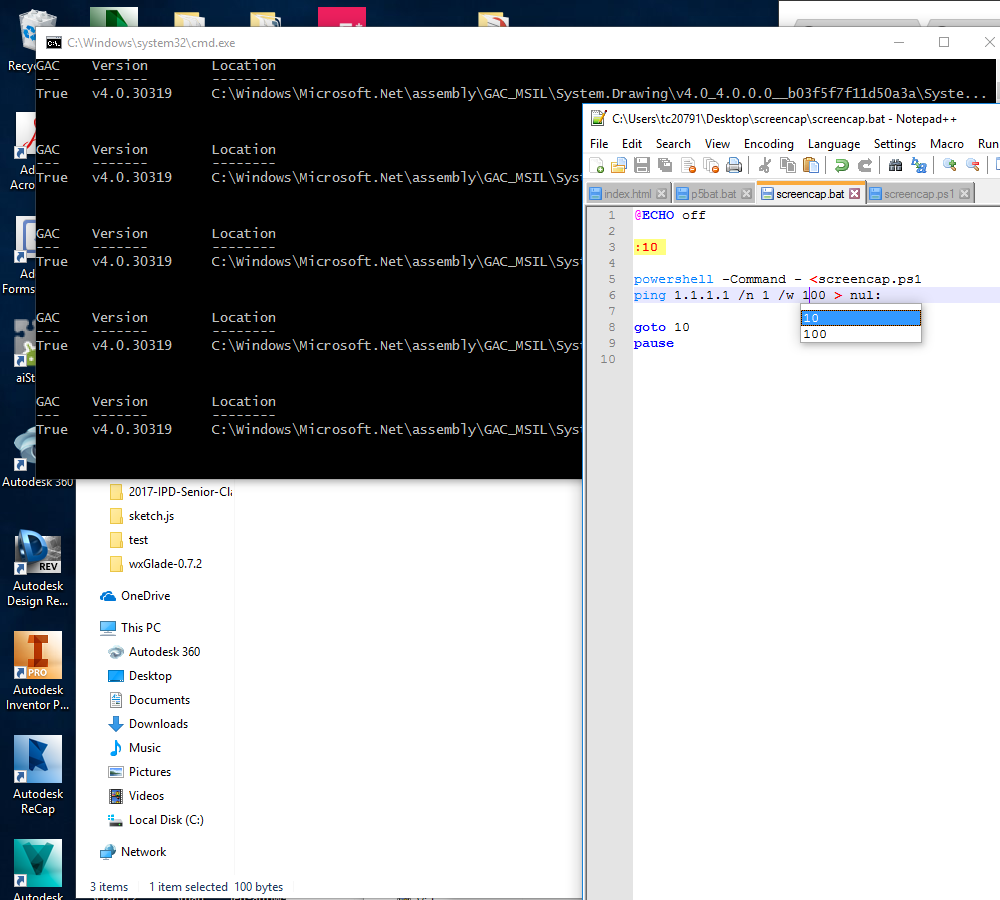 C:\Windows\system32\cmd.exe
GAC Version Location
--- ------- --------
True v4.0.30319 C:\Windows\Microsoft.Net\assembly\GAC_MSIL\System.Drawing\v4.0_4.0.0.0__b03f5f7f11d50a3a\Syste...
GAC Version Location
--- ------- --------
True v4.0.30319 C:\Windows\Microsoft.Net\assembly\GAC_MSIL\Syst
GAC Version Location
--- ------- --------
True v4.0.30319 C:\Windows\Microsoft.Net\assembly\GAC_MSIL\Syst
GAC Version Location
--- ------- --------
True v4.0.30319 C:\Windows\Microsoft.Net\assembly\GAC_MSIL\Syst
GAC Version Location
--- ------- --------
True v4.0.30319 C:\Windows\Microsoft.Net\assembly\GAC_MSIL\Syst
C:\Users\tc20791\Desktop\screencap\screencap.bat - Notepad++
File Edit Search View Encoding Language Settings Macro Run
index.html p5bat.bat screencap.bat screencap.ps1
1 @ECHO off
2
3 :10
4
5 powershell -Command - <screencap.ps1
6 ping 1.1.1.1 /n 1 /w 100 > nul:
7
8 goto 10
9 pause
10
10
100
Recy
Ad
Acro
Ad
Forms
aiSt
Autodesk 360
REV
Autodesk
Design Re...
PRO
Autodesk
Inventor P...
Autodesk
ReCap
Autodesk
2017-IPD-Senior-Cla
sketch.js
test
wxGlade-0.7.2
OneDrive
This PC
Autodesk 360
Desktop
Documents
Downloads
Music
Pictures
Videos
Local Disk (C:)
Network
3 items 1 item selected 100 bytes